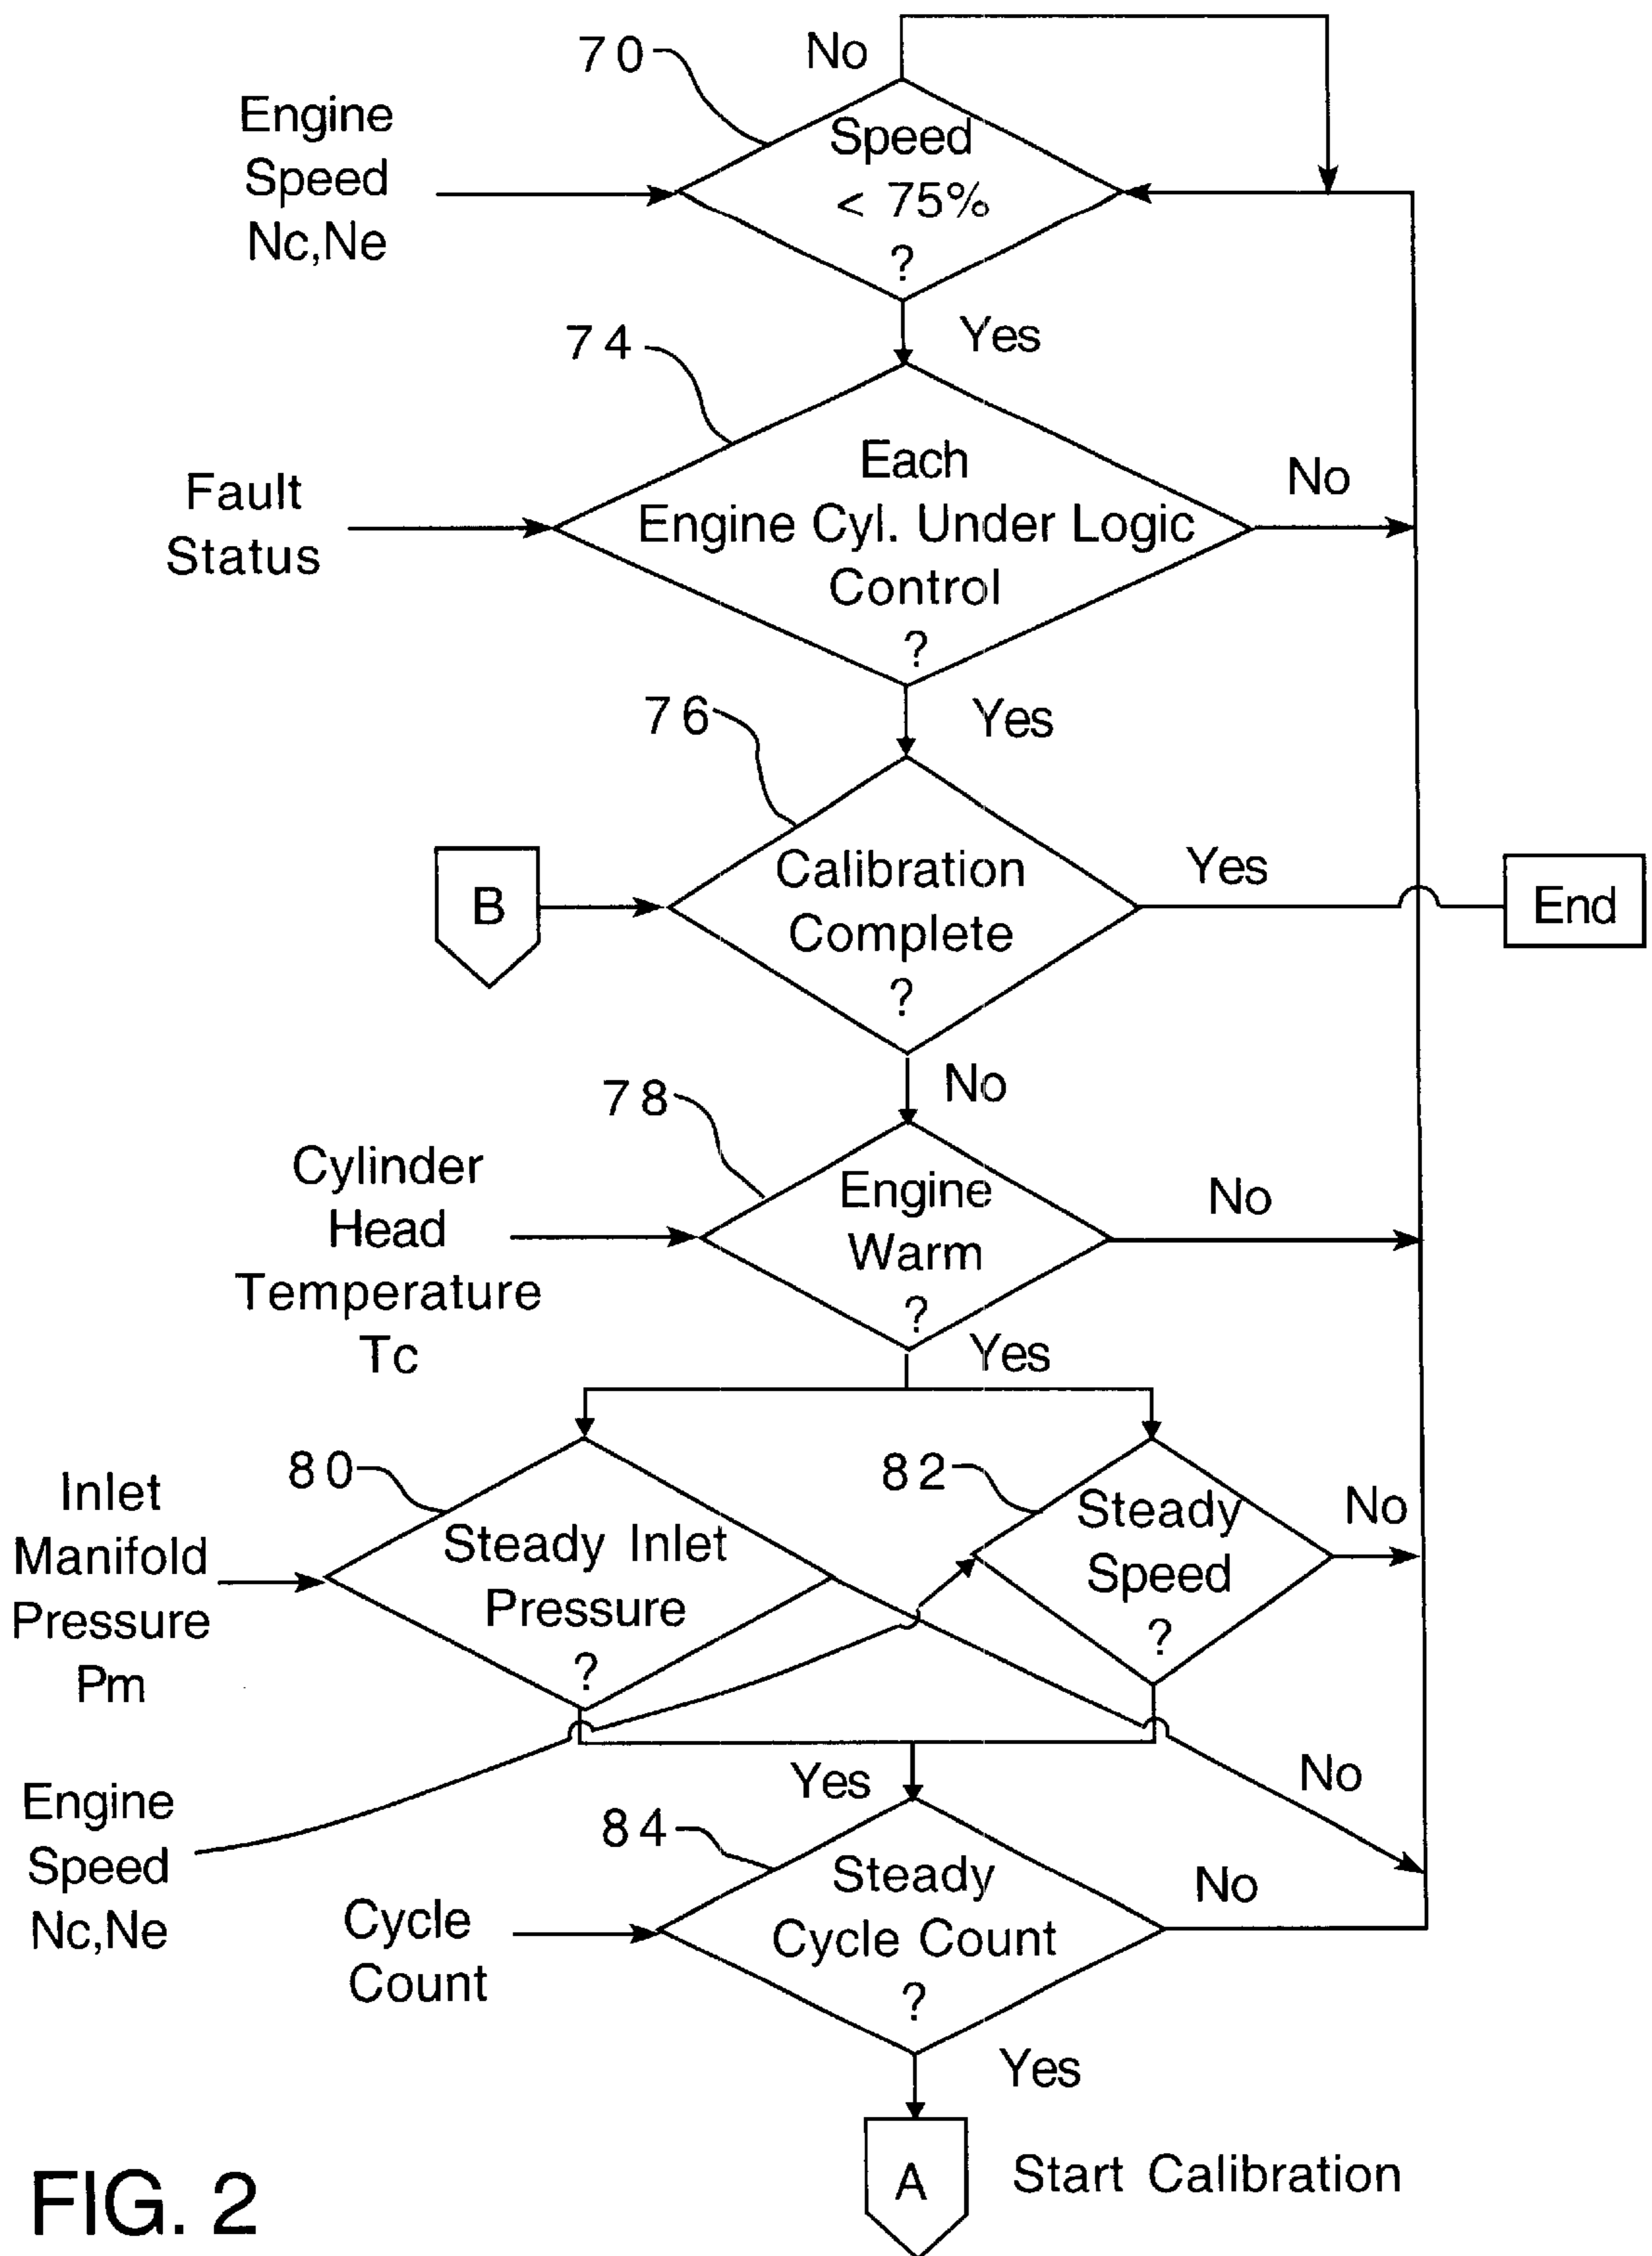 70
No
Engine
Speed
Nc,Ne
Speed
< 75%
?
Yes
74
Fault
Status
Each
Engine Cyl. Under Logic
Control
?
No
Yes
76
B
Calibration
Complete
?
Yes
End
No
78
Cylinder
Head
Temperature
Tc
Engine
Warm
?
No
Yes
80
Inlet
Manifold
Pressure
Pm
Steady Inlet
Pressure
?
82
Steady
Speed
?
No
Yes
No
Engine
Speed
Nc,Ne
84
Cycle
Count
Steady
Cycle Count
?
No
Yes
A
Start Calibration
FIG. 2